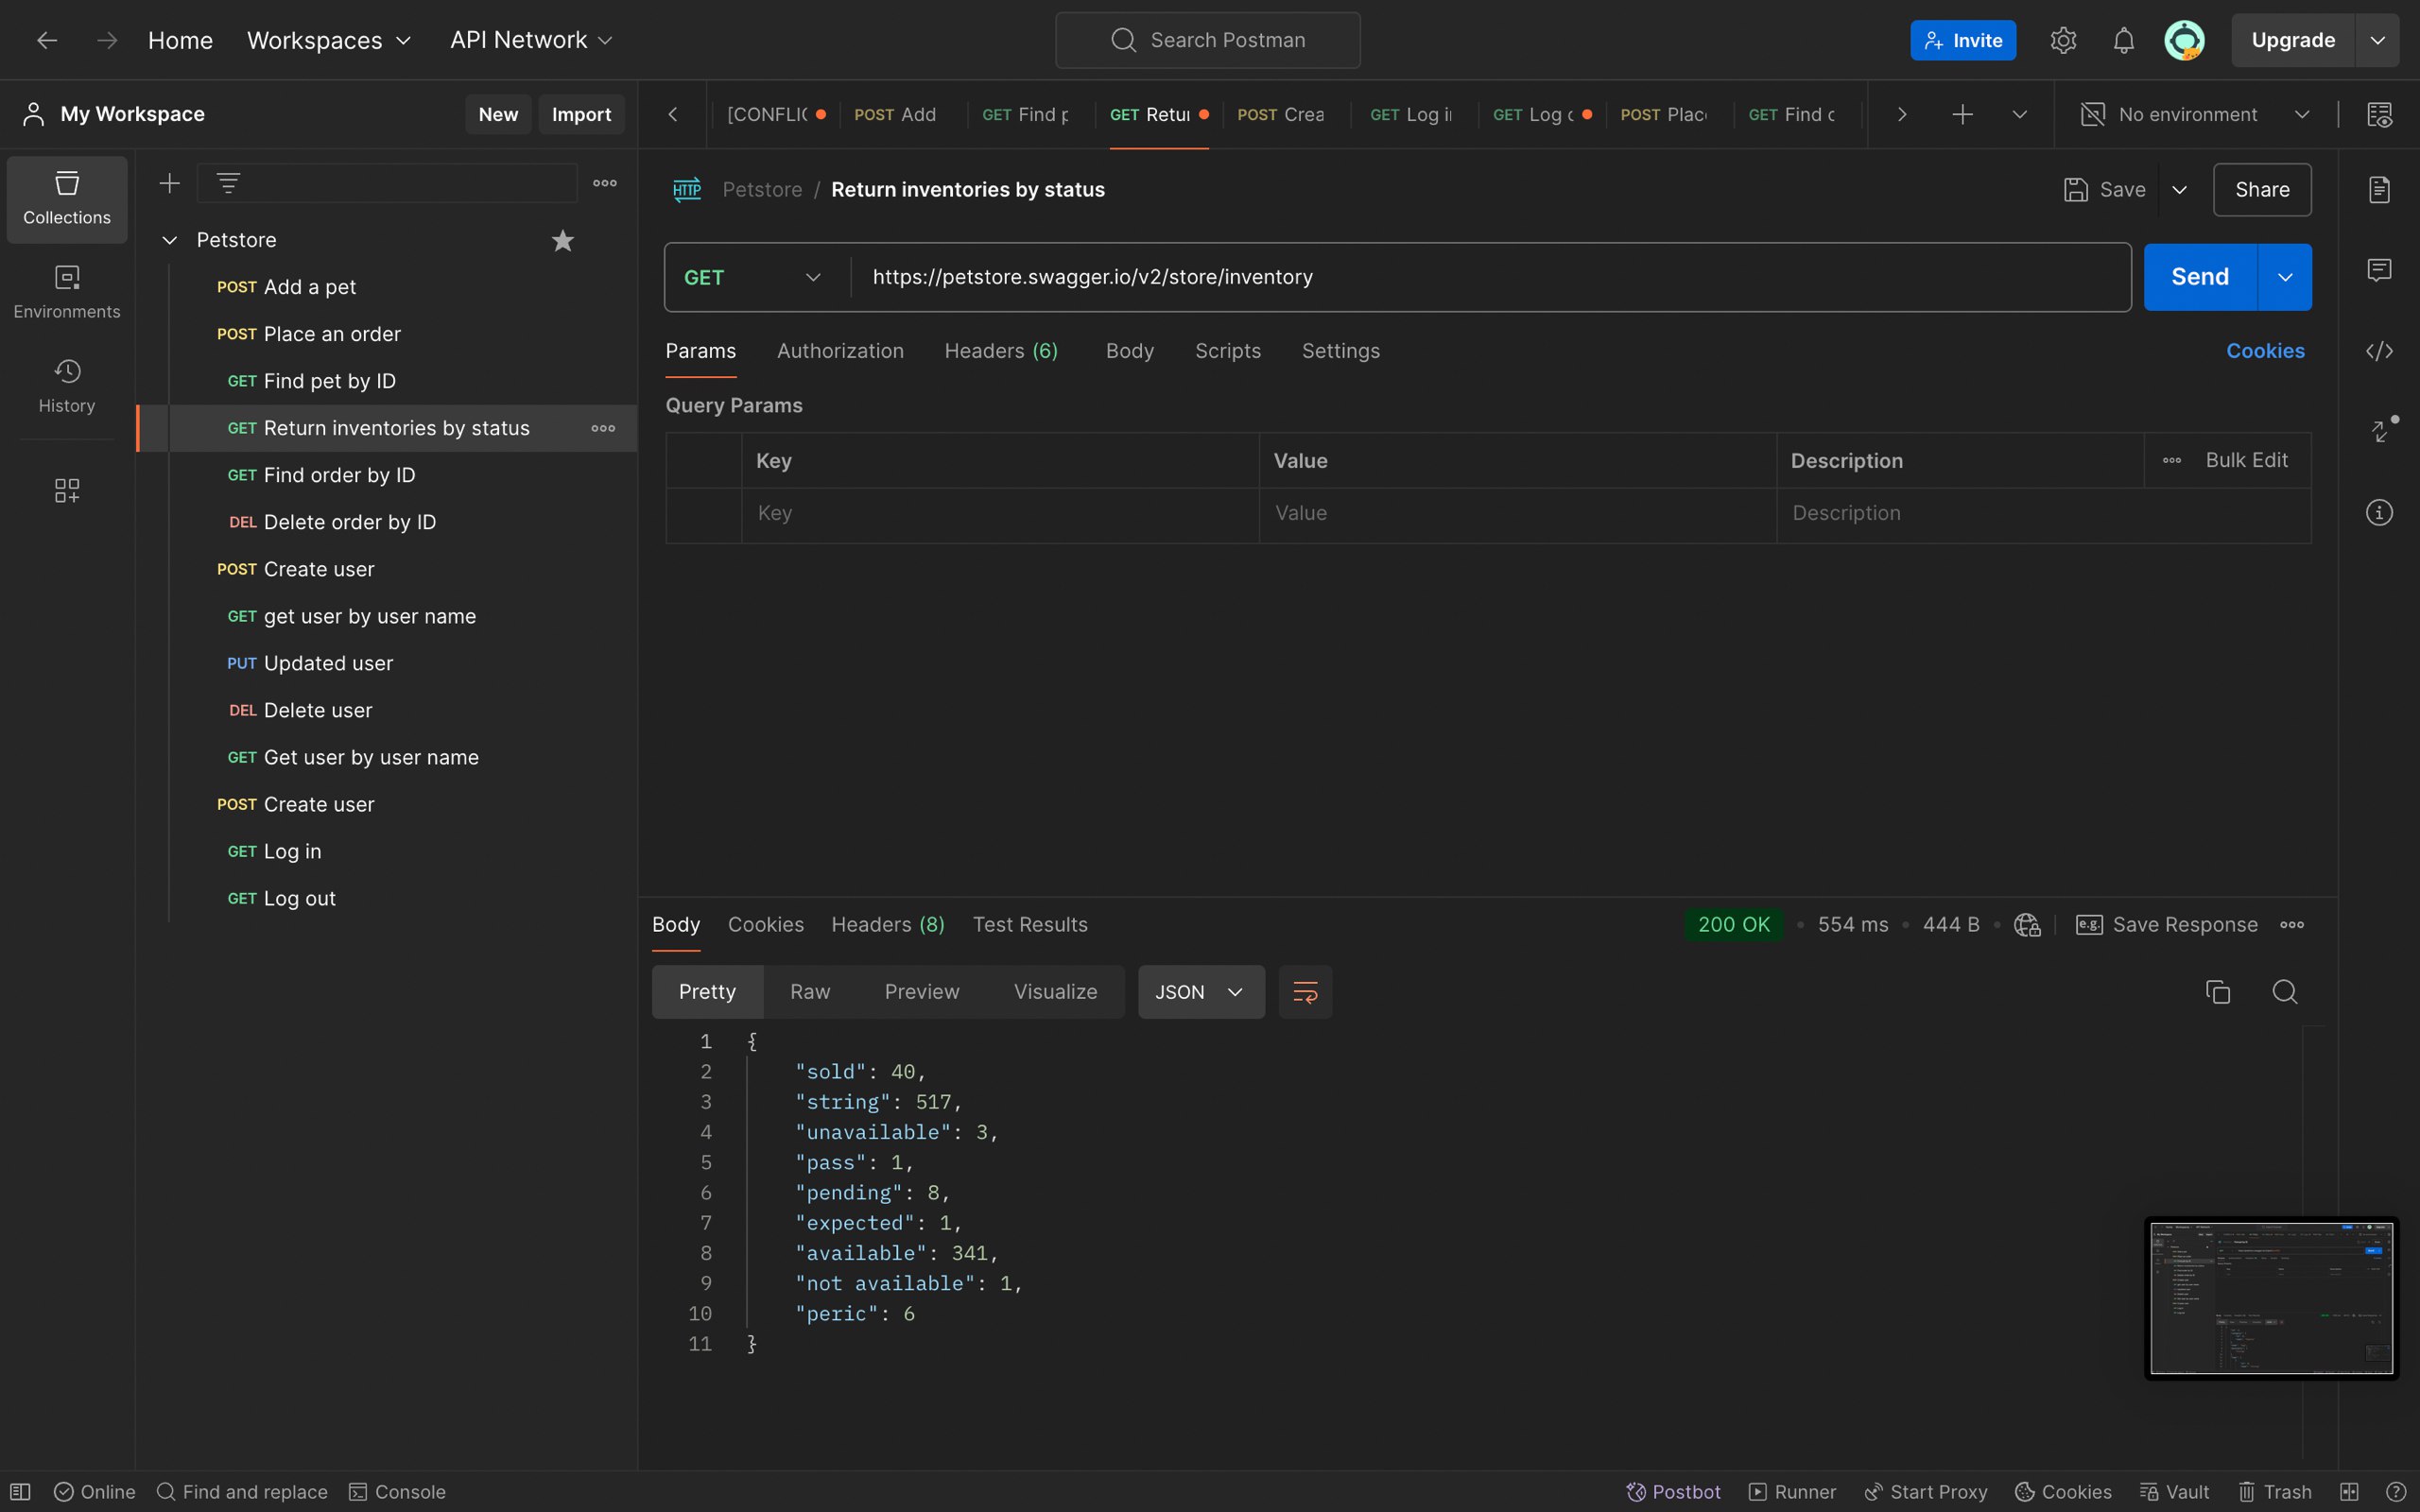 Home Workspaces API Network Search Postman Invite Upgrade
My Workspace New Import
[CONFLIC POST Add GET Find p GET Retu POST Crea GET Log i GET Log POST Plac GET Find
No environment
Collections
Environments
History
Petstore
POST Add a pet
POST Place an order
GET Find pet by ID
GET Return inventories by status
GET Find order by ID
DEL Delete order by ID
POST Create user
GET get user by user name
PUT Updated user
DEL Delete user
GET Get user by user name
POST Create user
GET Log in
GET Log out
HTTP Petstore / Return inventories by status Save Share
GET https://petstore.swagger.io/v2/store/inventory Send
Params Authorization Headers (6) Body Scripts Settings Cookies
Query Params
Key Value Description Bulk Edit
Key Value Description
Body Cookies Headers (8) Test Results 200 OK 554 ms 444 B e.g. Save Response
Pretty Raw Preview Visualize JSON
1 {
2 "sold": 40,
3 "string": 517,
4 "unavailable": 3,
5 "pass": 1,
6 "pending": 8,
7 "expected": 1,
8 "available": 341,
9 "not available": 1,
10 "peric": 6
11 }
Online Find and replace Console Postbot Runner Start Proxy Cookies Vault Trash